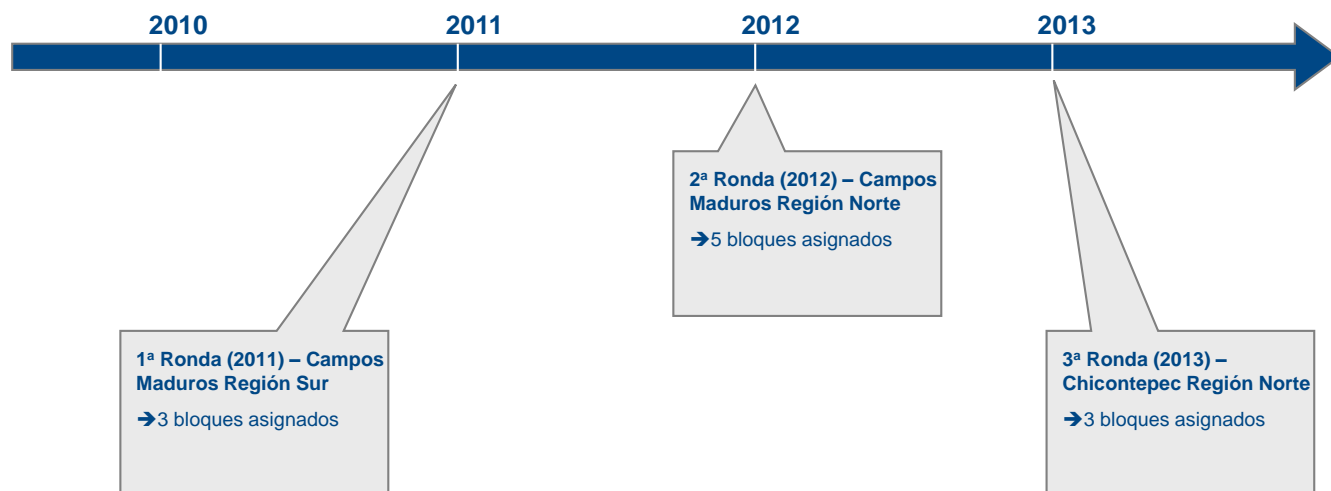 2010
2011
2012
2013
2ª Ronda (2012) – Campos
Maduros Región Norte
➔5 bloques asignados
1ª Ronda (2011) – Campos
Maduros Región Sur
➔3 bloques asignados
3ª Ronda (2013) –
Chicontepec Región Norte
➔3 bloques asignados